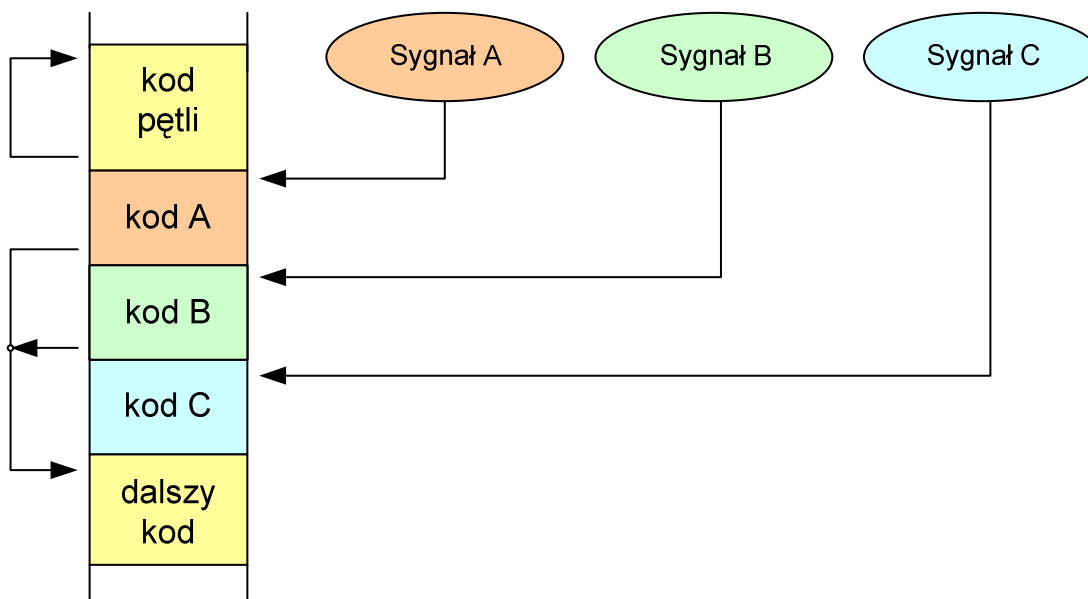 Sygnał A
Sygnał B
Sygnał C
kod
pętli
kod A
kod B
kod C
dalszy
kod